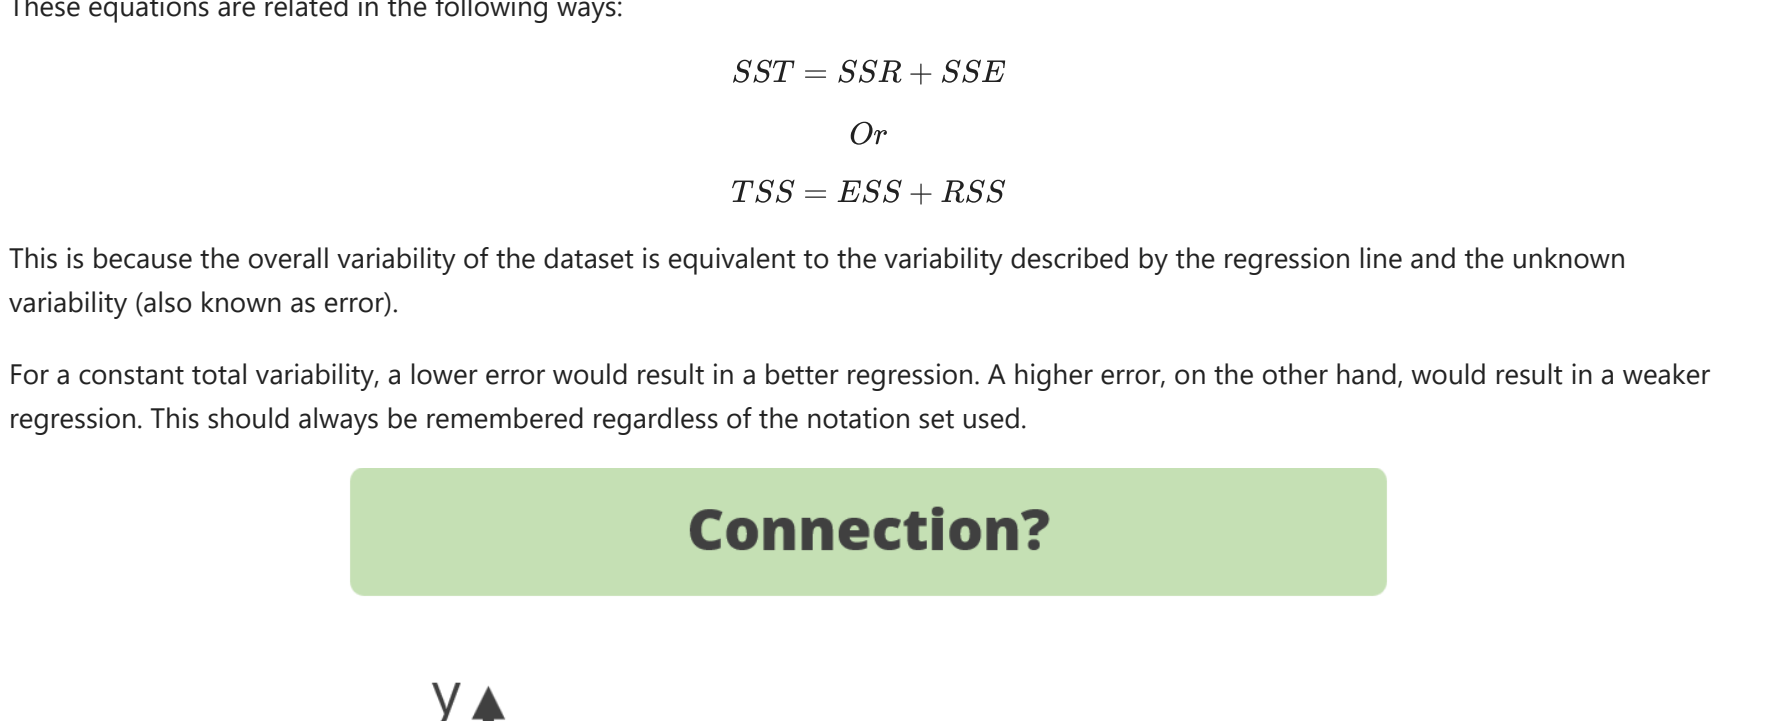 These equations are related in the following ways:
SST = SSR + SSE
Or
TSS = ESS + RSS
This is because the overall variability of the dataset is equivalent to the variability described by the regression line and the unknown
variability (also known as error).
For a constant total variability, a lower error would result in a better regression. A higher error, on the other hand, would result in a weaker
regression. This should always be remembered regardless of the notation set used.
Connection?
y